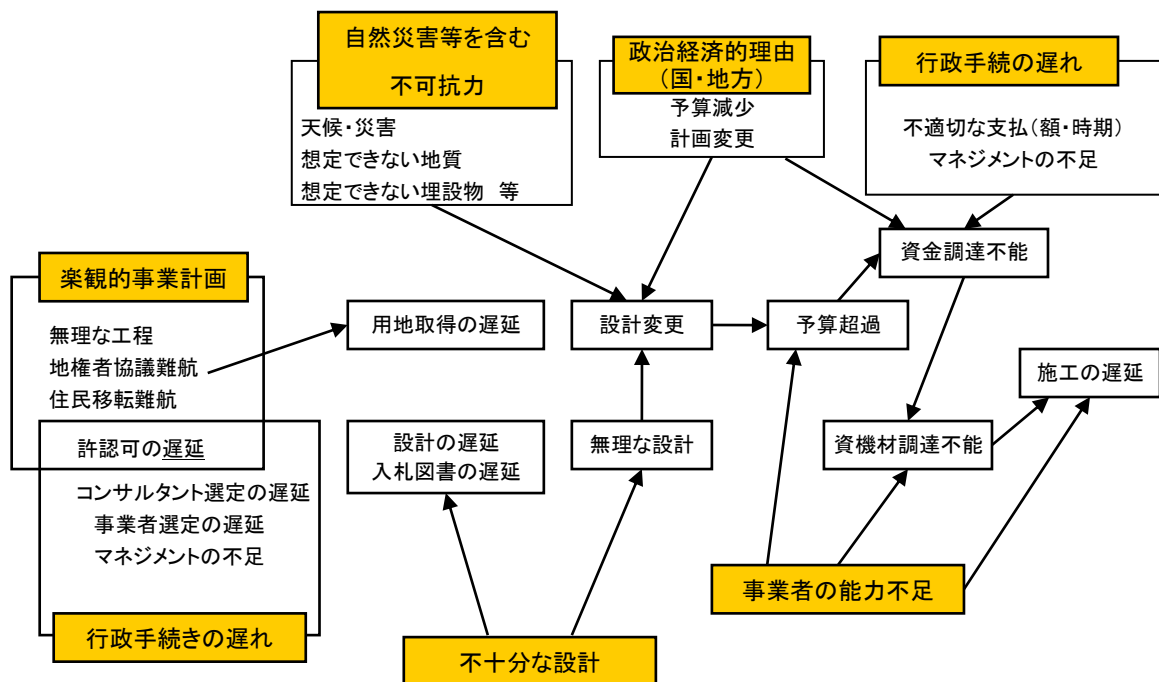 自然災害等を含む
不可抗力
天候・災害
想定できない地質
想定できない埋設物 等
政治経済的理由
(国・地方)
予算減少
計画変更
行政手続の遅れ
不適切な支払(額・時期)
マネジメントの不足
資金調達不能
楽観的事業計画
無理な工程
地権者協議難航
住民移転難航
許認可の遅延
用地取得の遅延
設計変更
予算超過
施工の遅延
設計の遅延
入札図書の遅延
無理な設計
資機材調達不能
コンサルタント選定の遅延
事業者選定の遅延
マネジメントの不足
行政手続きの遅れ
不十分な設計
事業者の能力不足